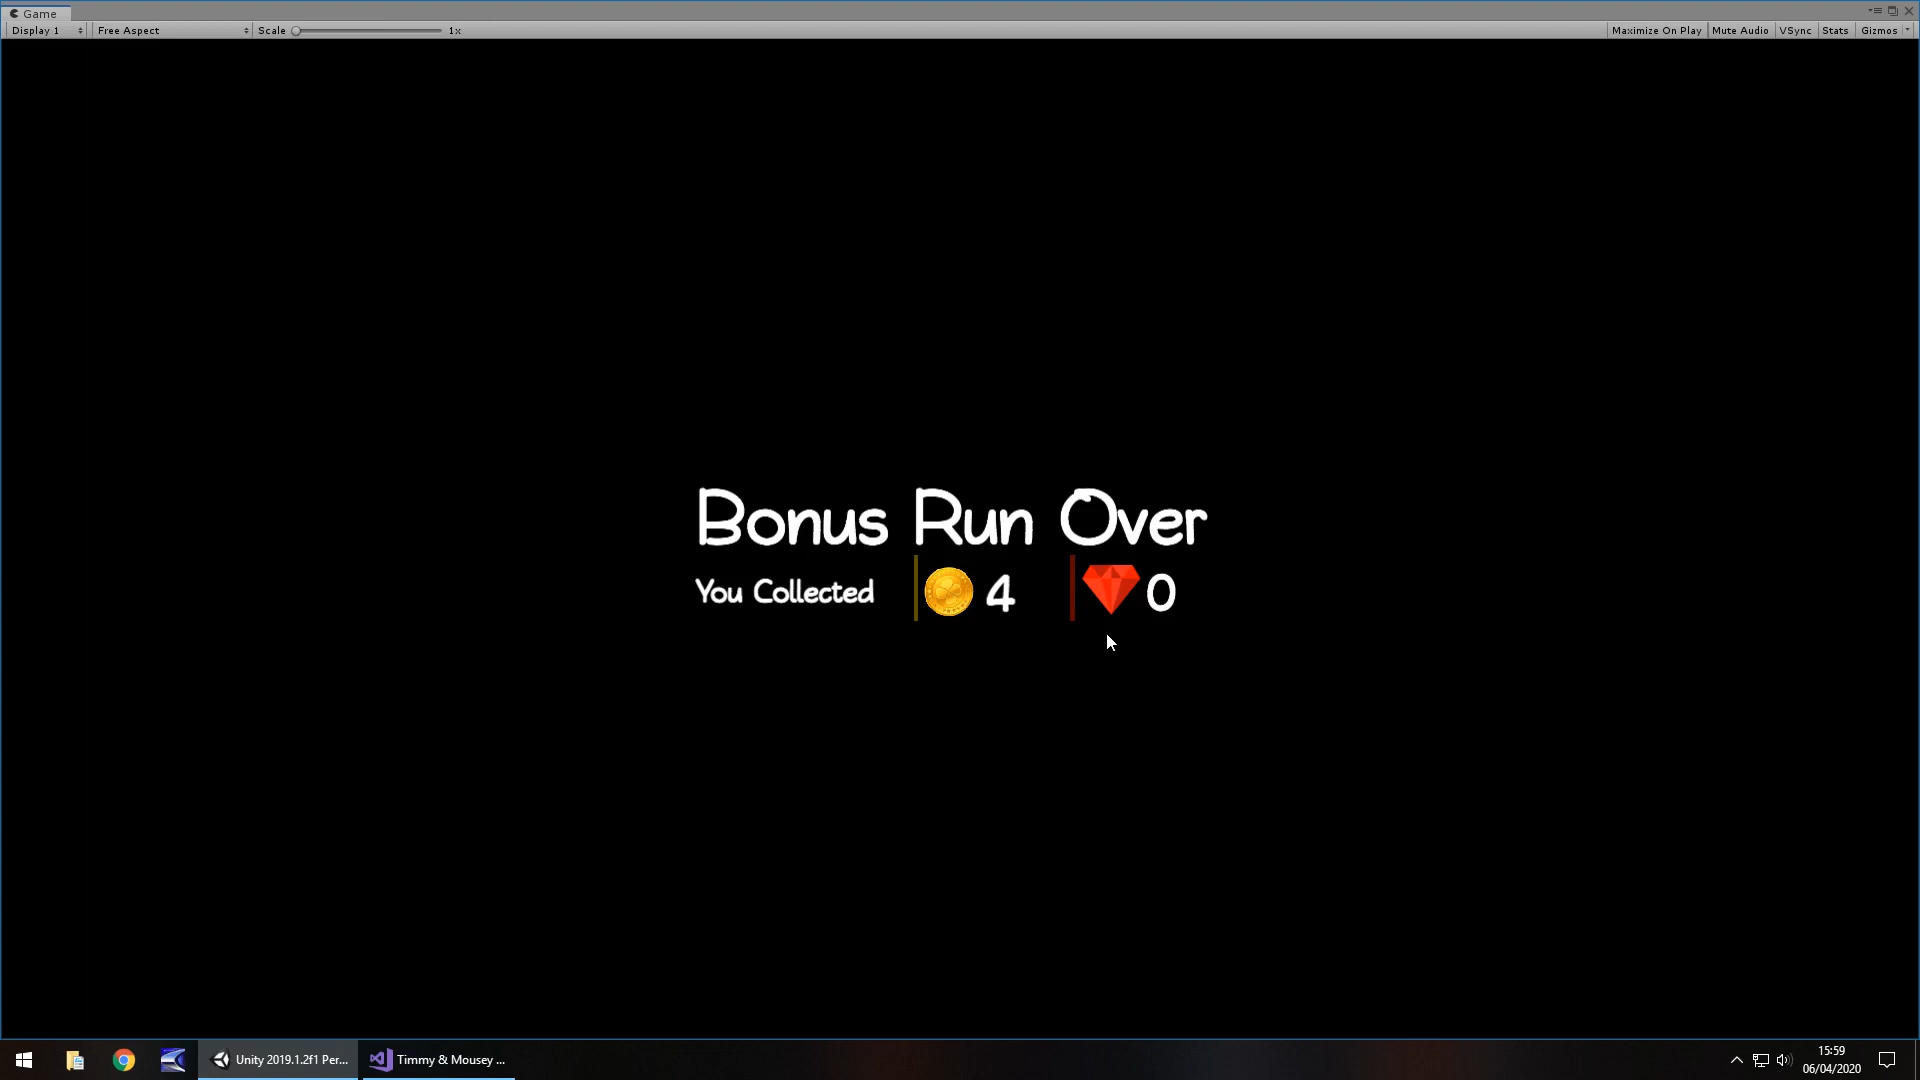 Game
Display 1 Free Aspect Scale 1x Maximize On Play Mute Audio VSync Stats Gizmos
Bonus Run Over
You Collected 4 0
Unity 2019.1.2f1 Per... Timmy & Mousey ... 15:59
06/04/2020